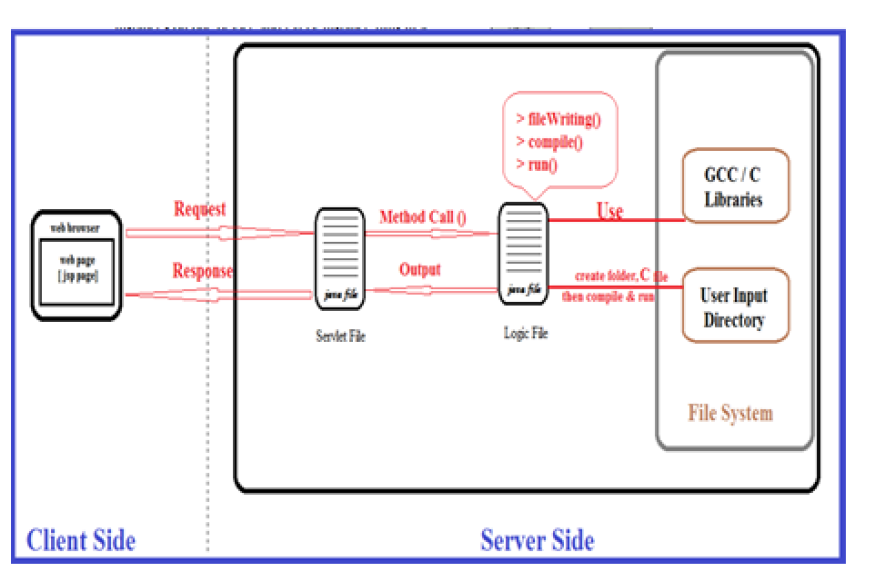 > fileWriting()
> compile()
> run()
GCC / C
Libraries
Request
Method Call ()
Use
web browser
web page
[ jsp page]
Response
Output
create folder, C file
then compile & run
java file
java file
User Input
Directory
Servlet File
Logic File
File System
Client Side
Server Side